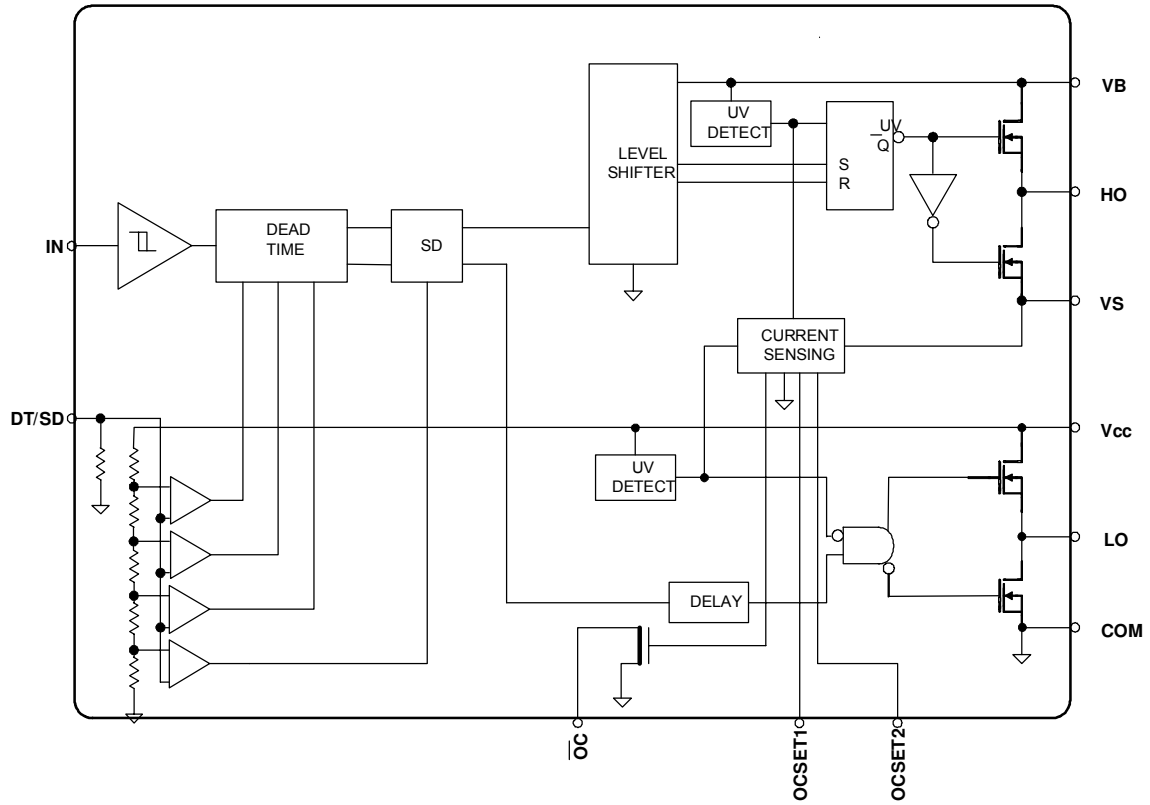 VB
UV
DETECT
UV
Q
LEVEL
SHIFTER
S
R
HO
DEAD
TIME
IN
SD
VS
CURRENT
SENSING
DT/SD
Vcc
UV
DETECT
LO
DELAY
COM
OC
OCSET1
OCSET2